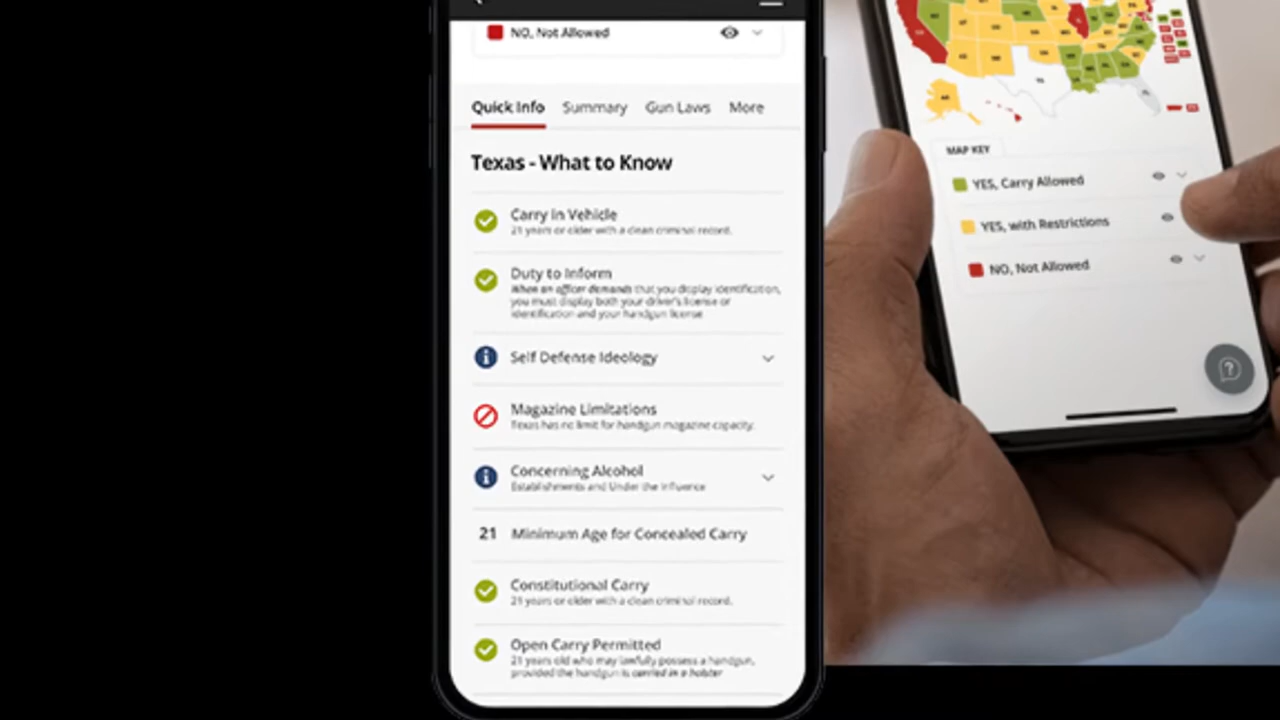 NO, Not Allowed
Quick Info Summary Gun Laws More
Texas - What to Know
Carry in Vehicle
21 years or older with a clean criminal record.
Duty to Inform
When an officer demands that you display identification,
you must display both your driver's license or
identification and your handgun license
Self Defense Ideology
Magazine Limitations
Texas has no limit for handgun magazine capacity.
Concerning Alcohol
Establishments and Under the Influence
21 Minimum Age for Concealed Carry
Constitutional Carry
21 years or older with a clean criminal record.
Open Carry Permitted
21 years old who may lawfully possess a handgun,
provided the handgun is carried in a holster
MAP KEY
YES, Carry Allowed
YES, with Restrictions
NO, Not Allowed